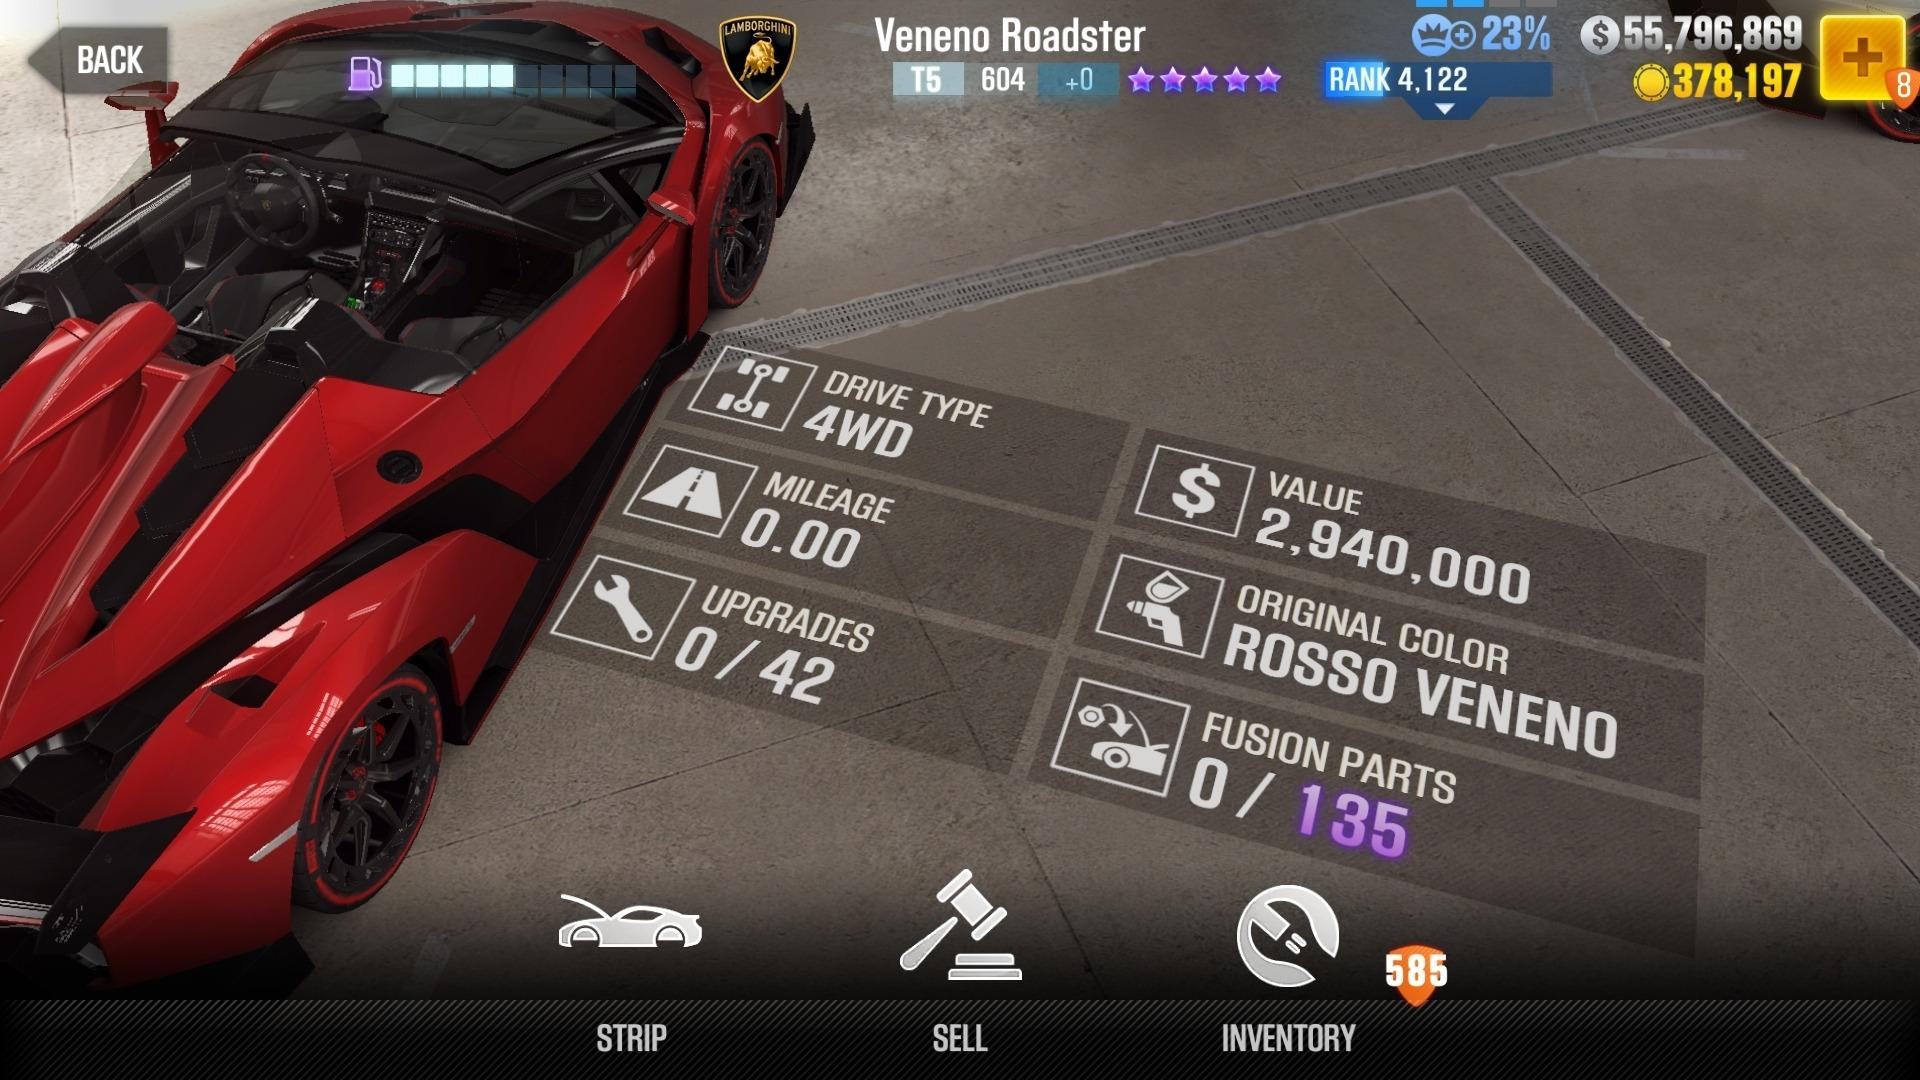 BACK
LAMBORGHINI
Veneno Roadster
T5 604 +0
23%
RANK 4,122
55,796,869
378,197
8
DRIVE TYPE
4WD
MILEAGE
0.00
UPGRADES
0 / 42
VALUE
2,940,000
ORIGINAL COLOR
ROSSO VENENO
FUSION PARTS
0 / 135
585
STRIP
SELL
INVENTORY